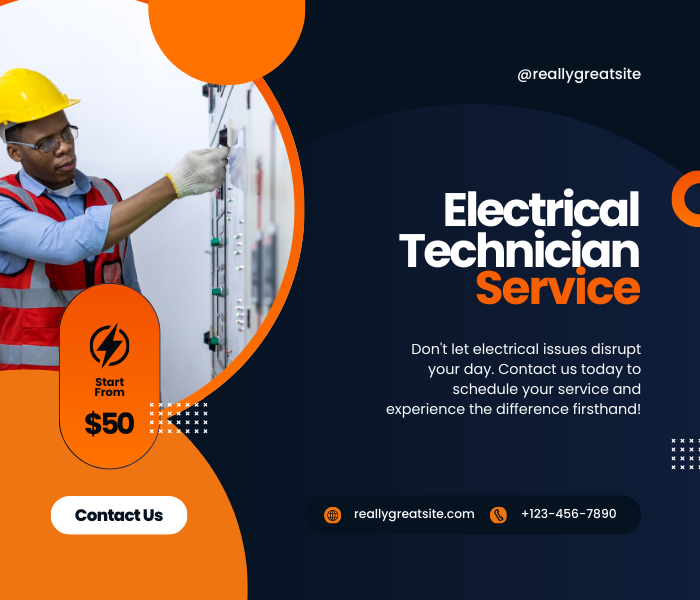 @reallygreatsite
Electrical
Technician
Service
Don't let electrical issues disrupt
your day. Contact us today to
schedule your service and
experience the difference firsthand!
Start
From
$50
Contact Us
reallygreatsite.com
+123-456-7890